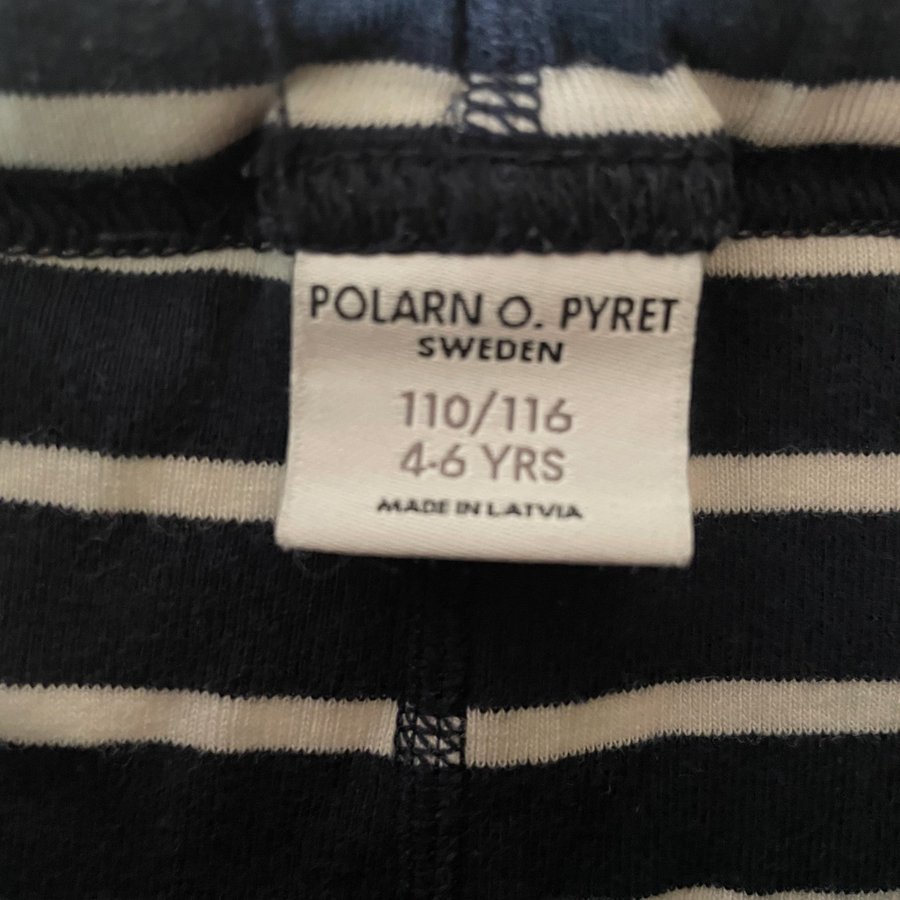 POLARN O. PYRET
SWEDEN
110/116
4-6 YRS
MADE IN LATVIA